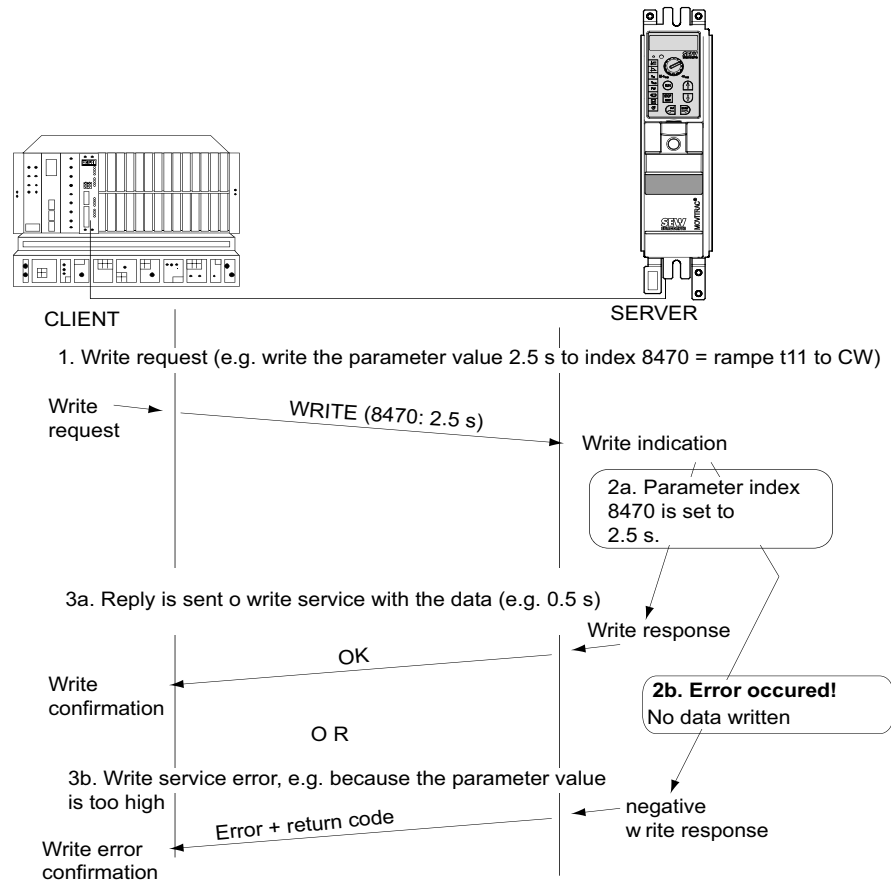 SEW
MOVITRAC®
CLIENT
SERVER
1. Write request (e.g. write the parameter value 2.5 s to index 8470 = rampe t11 to CW)
Write
request
WRITE (8470: 2.5 s)
Write indication
2a. Parameter index
8470 is set to
2.5 s.
3a. Reply is sent o write service with the data (e.g. 0.5 s)
Write response
OK
Write
confirmation
2b. Error occured!
No data written
O R
3b. Write service error, e.g. because the parameter value
is too high
negative
w rite response
Error + return code
Write error
confirmation